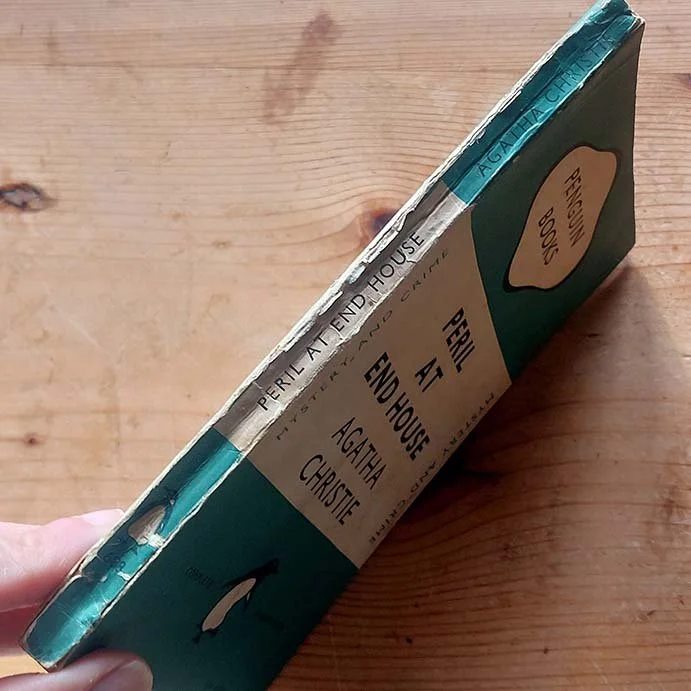 AGATHA CHRISTIE
PERIL AT END HOUSE
PENGUIN
BOOKS
MYSTERY AND CRIME
PERIL
AT
END HOUSE
AGATHA
CHRISTIE
MYSTERY AND CRIME